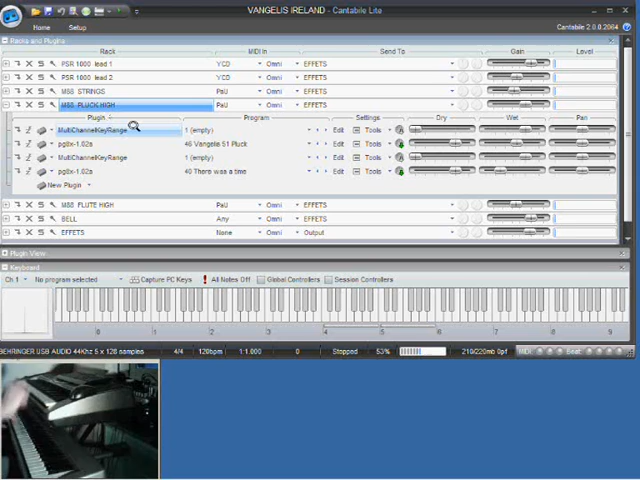 VANGELIS IRELAND - Cantabile Lite
Home Setup Cantabile 2.0.0.2064
Racks and Plugins
Rack MIDI In Send To Gain Level
PSR 1000 lead 1 YCD Omni EFFETS
PSR 1000 lead 2 YCD Omni EFFETS
M88 STRINGS PaU Omni EFFETS
M88 PLUCK HIGH PaU Omni EFFETS
Plugin Program Settings Dry Wet Pan
MultiChannelKeyRange 1 (empty) Edit Tools
pg8x-1.02a 46 Vangelis S1 Pluck Edit Tools
MultiChannelKeyRange 1 (empty) Edit Tools
pg8x-1.02a 40 There was a time Edit Tools
New Plugin
M88 FLUTE HIGH PaU Omni EFFETS
BELL Any Omni EFFETS
EFFETS None Omni Output
Plugin View
Keyboard
Ch 1 No program selected Capture PC Keys All Notes Off Global Controllers Session Controllers
0 1 2 3 4 5 6 7 8
BEHRINGER USB AUDIO 44Khz 5 x 128 samples 4/4 120bpm 1:1.000 0 Stopped 53% 210/220mb 0pf MIDI Beat